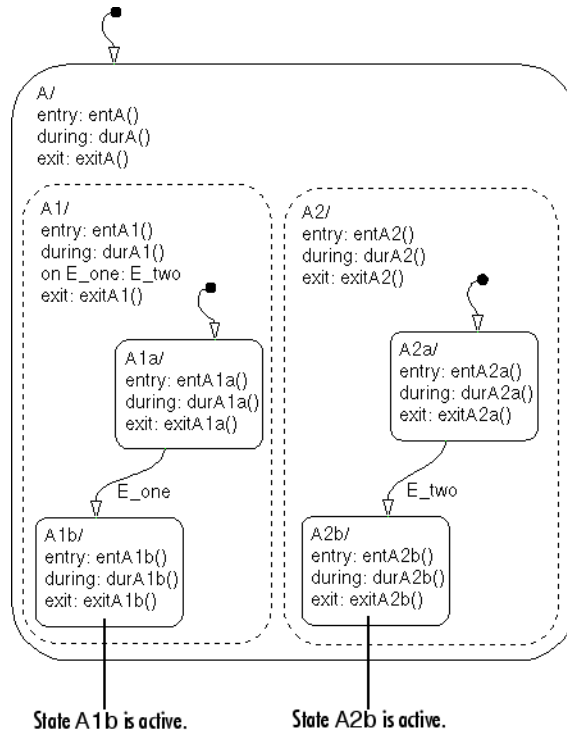 A/
entry: entA()
during: durA()
exit: exitA()
A1/
entry: entA1()
during: durA1()
on E_one: E_two
exit: exitA1()
A1a/
entry: entA1a()
during: durA1a()
exit: exitA1a()
E_one
A1b/
entry: entA1b()
during: durA1b()
exit: exitA1b()
A2/
entry: entA2()
during: durA2()
exit: exitA2()
A2a/
entry: entA2a()
during: durA2a()
exit: exitA2a()
E_two
A2b/
entry: entA2b()
during: durA2b()
exit: exitA2b()
State A1b is active.
State A2b is active.